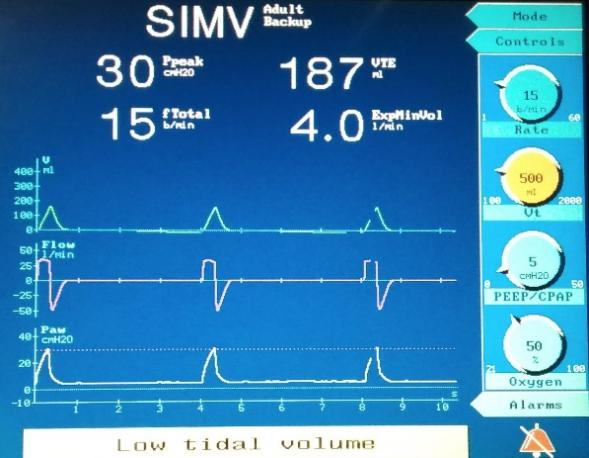 SIMV Adult Backup
Mode
Controls
30 Ppeak cmH2O
187 VTE ml
15 fTotal b/min
4.0 ExpMinVol l/min
15
b/min
1 60
Rate
500
ml
100 2000
Vt
5
cmH2O
0 50
PEEP/CPAP
50
%
21 100
Oxygen
Alarms
V
ml
400
300
200
100
0
Flow
l/min
50
25
0
-25
-50
Paw
cmH2O
40
20
0
-10
1 2 3 4 5 6 7 8 9 10 s
Low tidal volume